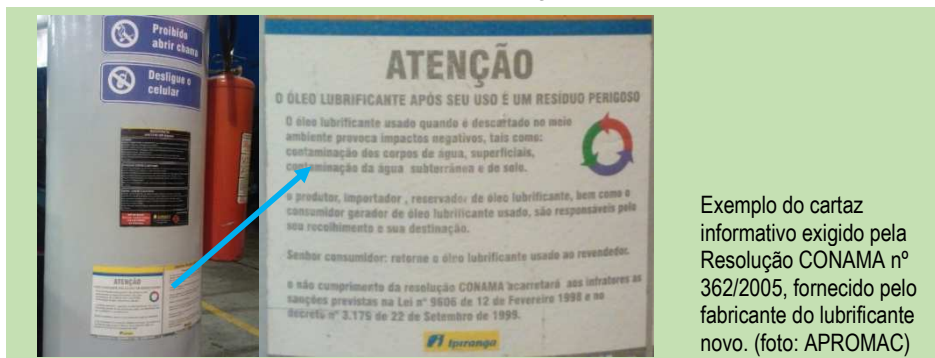 Proibido
abrir chama
Desligue o
celular
ATENÇÃO
ATENÇÃO
O ÓLEO LUBRIFICANTE APÓS SEU USO É UM RESÍDUO PERIGOSO
O óleo lubrificante usado quando é descartado no meio
ambiente provoca impactos negativos, tais como:
contaminação dos corpos de água, superficiais,
contaminação da água subterrânea e do solo.
o produtor, importador, reservador de óleo lubrificante, bem como o
consumidor gerador de óleo lubrificante usado, são responsáveis pelo
seu recolhimento e sua destinação.
Senhor consumidor: retorne o óleo lubrificante usado ao revendedor.
o não cumprimento da resolução CONAMA acarretará aos infratores as
sanções previstas na Lei nº 9606 de 12 de Fevereiro 1998 e no
decreto nº 3.179 de 22 de Setembro de 1999.
Ipiranga
Exemplo do cartaz
informativo exigido pela
Resolução CONAMA nº
362/2005, fornecido pelo
fabricante do lubrificante
novo. (foto: APROMAC)